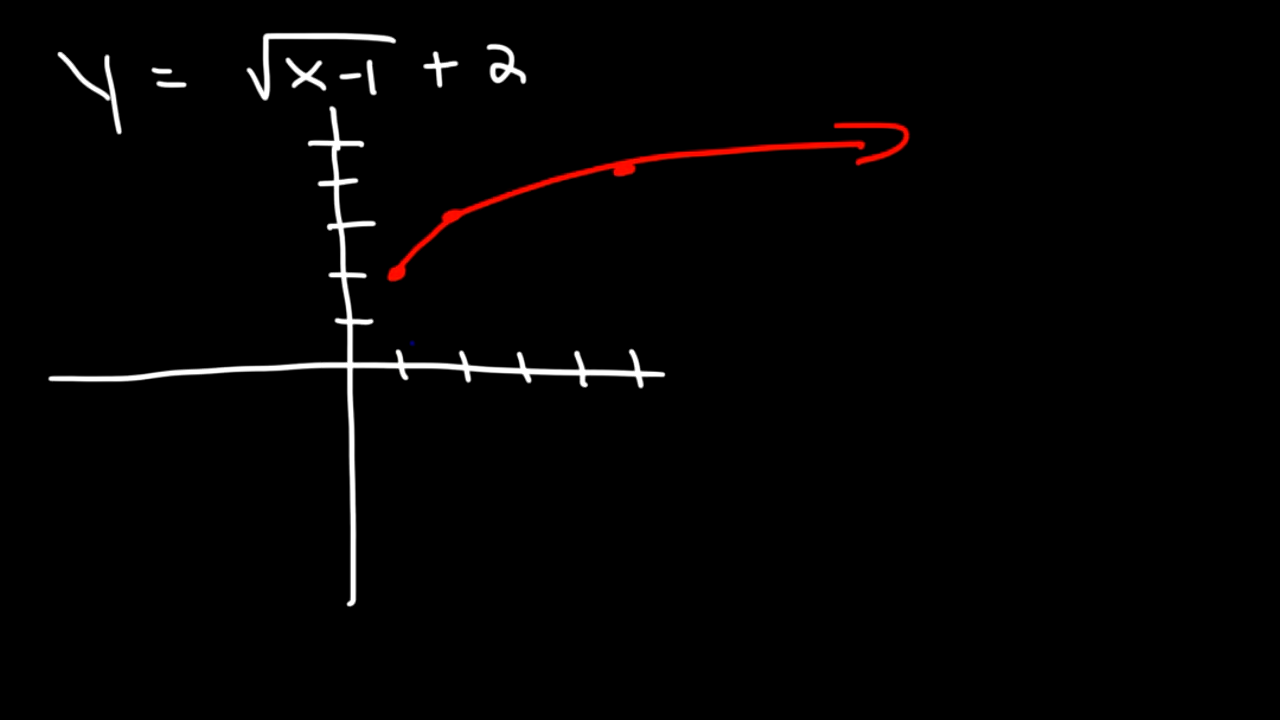 y = √(x-1) + 2